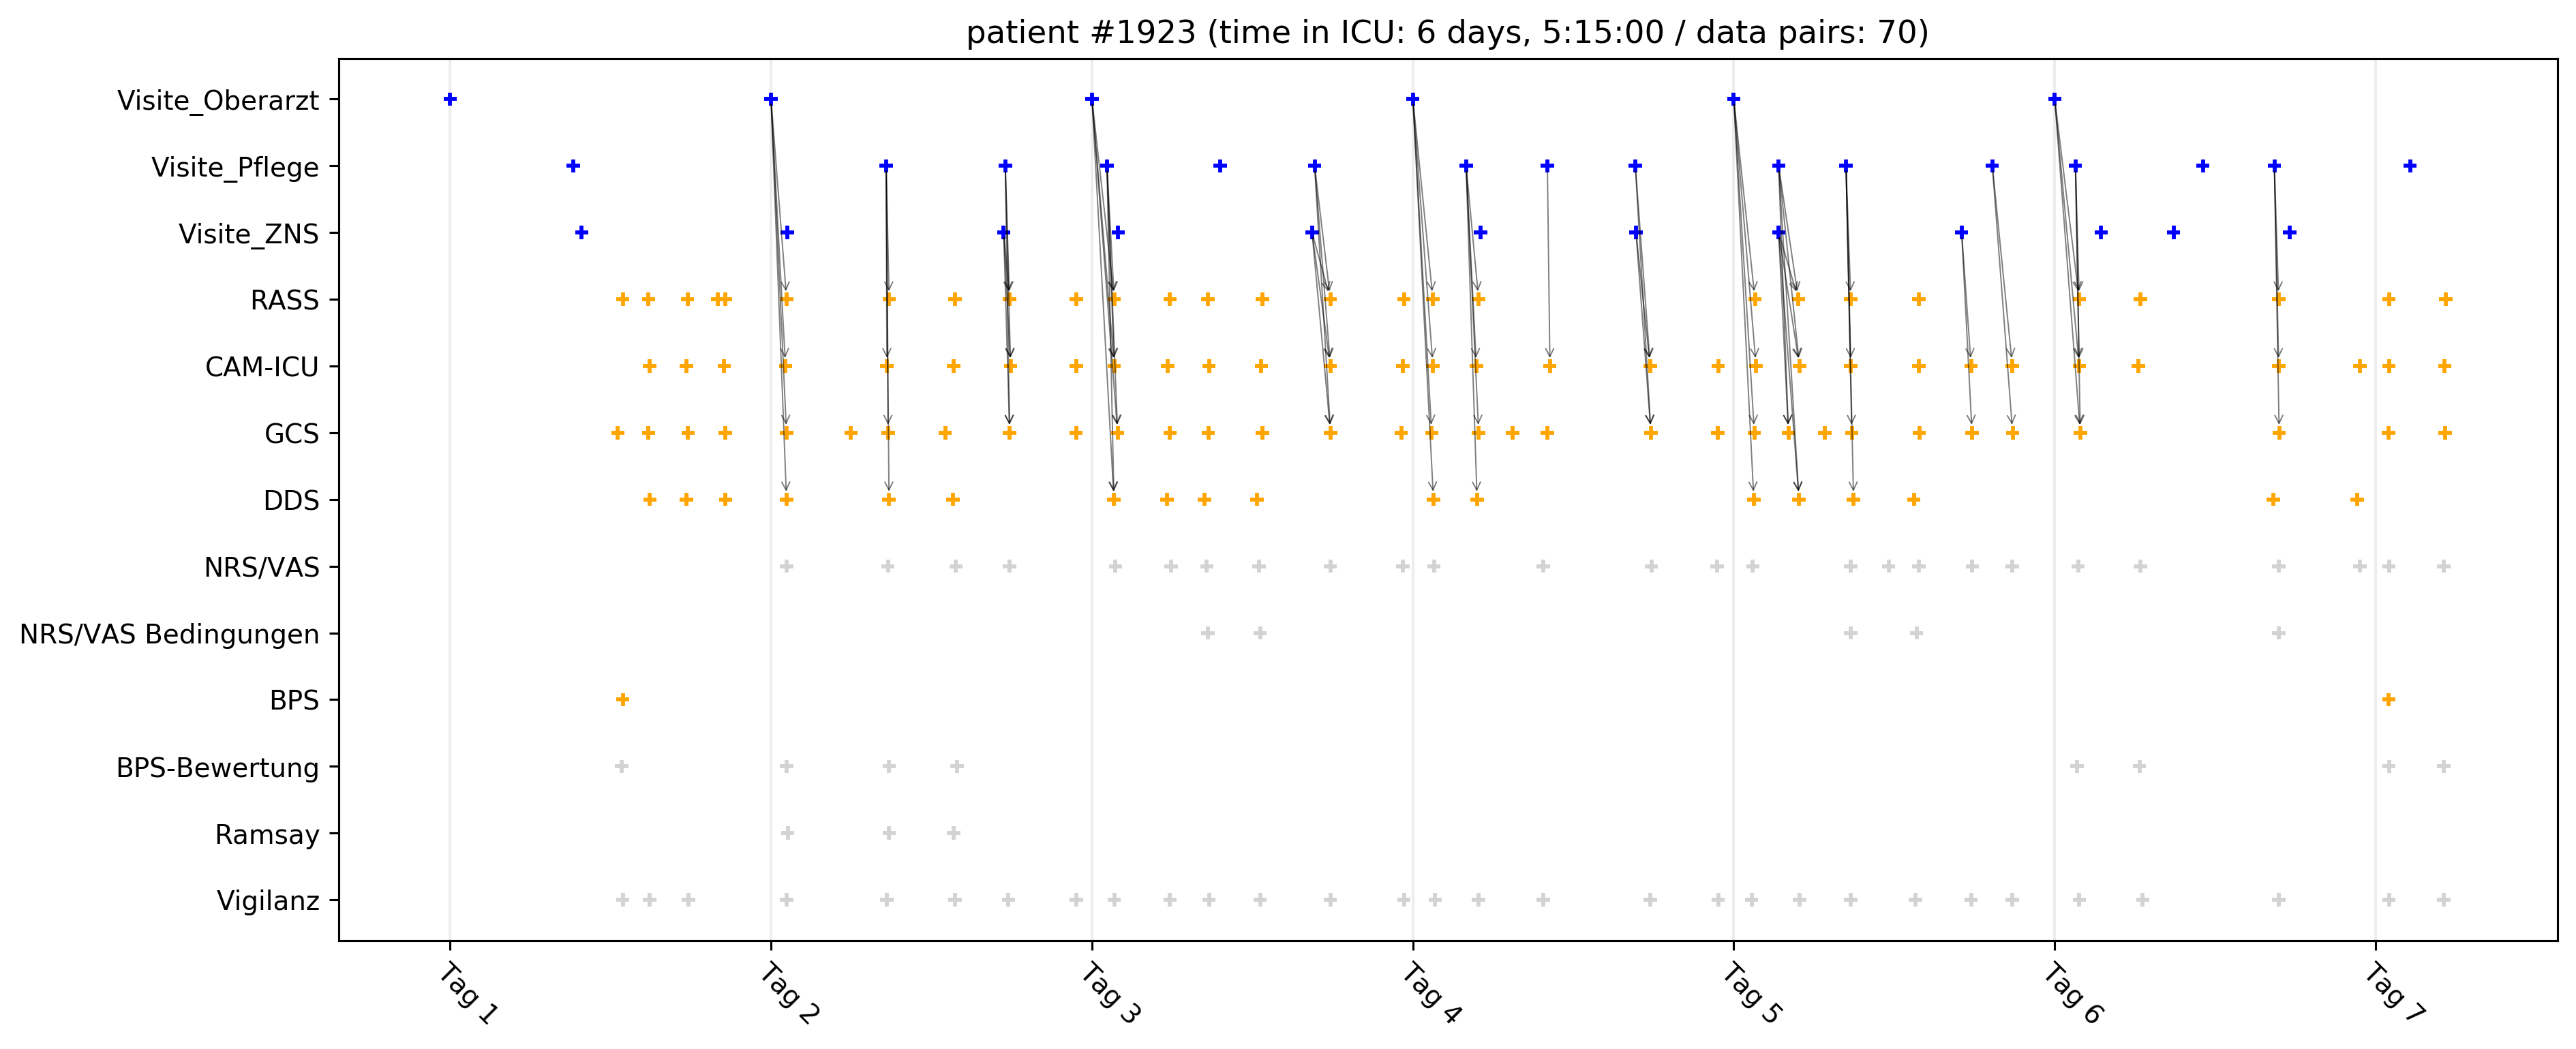 patient #1923 (time in ICU: 6 days, 5:15:00 / data pairs: 70)
Visite_Oberarzt
Visite_Pflege
Visite_ZNS
RASS
CAM-ICU
GCS
DDS
NRS/VAS
NRS/VAS Bedingungen
BPS
BPS-Bewertung
Ramsay
Vigilanz
Tag 1
Tag 2
Tag 3
Tag 4
Tag 5
Tag 6
Tag 7